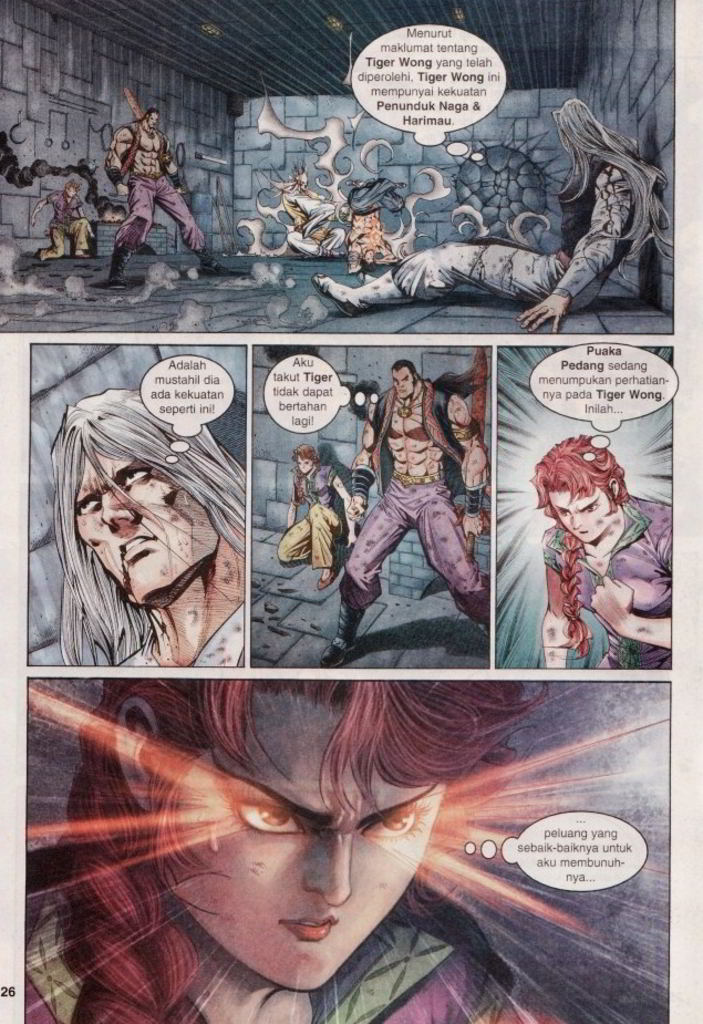 Menurut
maklumat tentang
Tiger Wong yang telah
diperolehi, Tiger Wong ini
mempunyai kekuatan
Penunduk Naga &
Harimau.
Adalah
mustahil dia
ada kekuatan
seperti ini!
Aku
takut Tiger
tidak dapat
bertahan
lagi!
Puaka
Pedang sedang
menumpukan perhatian-
nya pada Tiger Wong.
Inilah...
...
peluang yang
sebaik-baiknya untuk
aku membunuh-
nya...
26